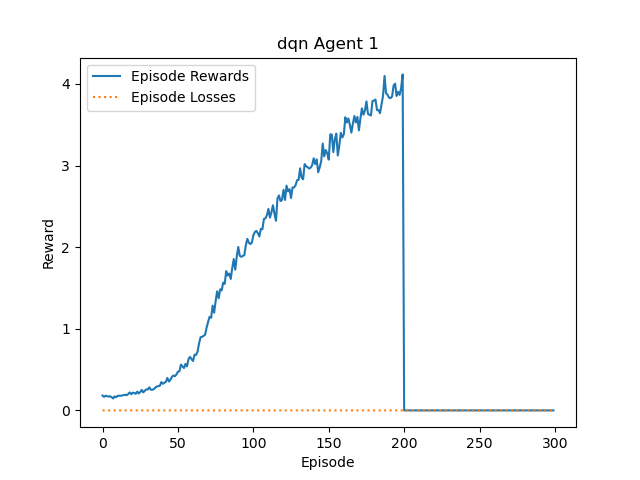 dqn Agent 1
Episode Rewards
Episode Losses
4
3
2
1
0
Reward
0 50 100 150 200 250 300
Episode